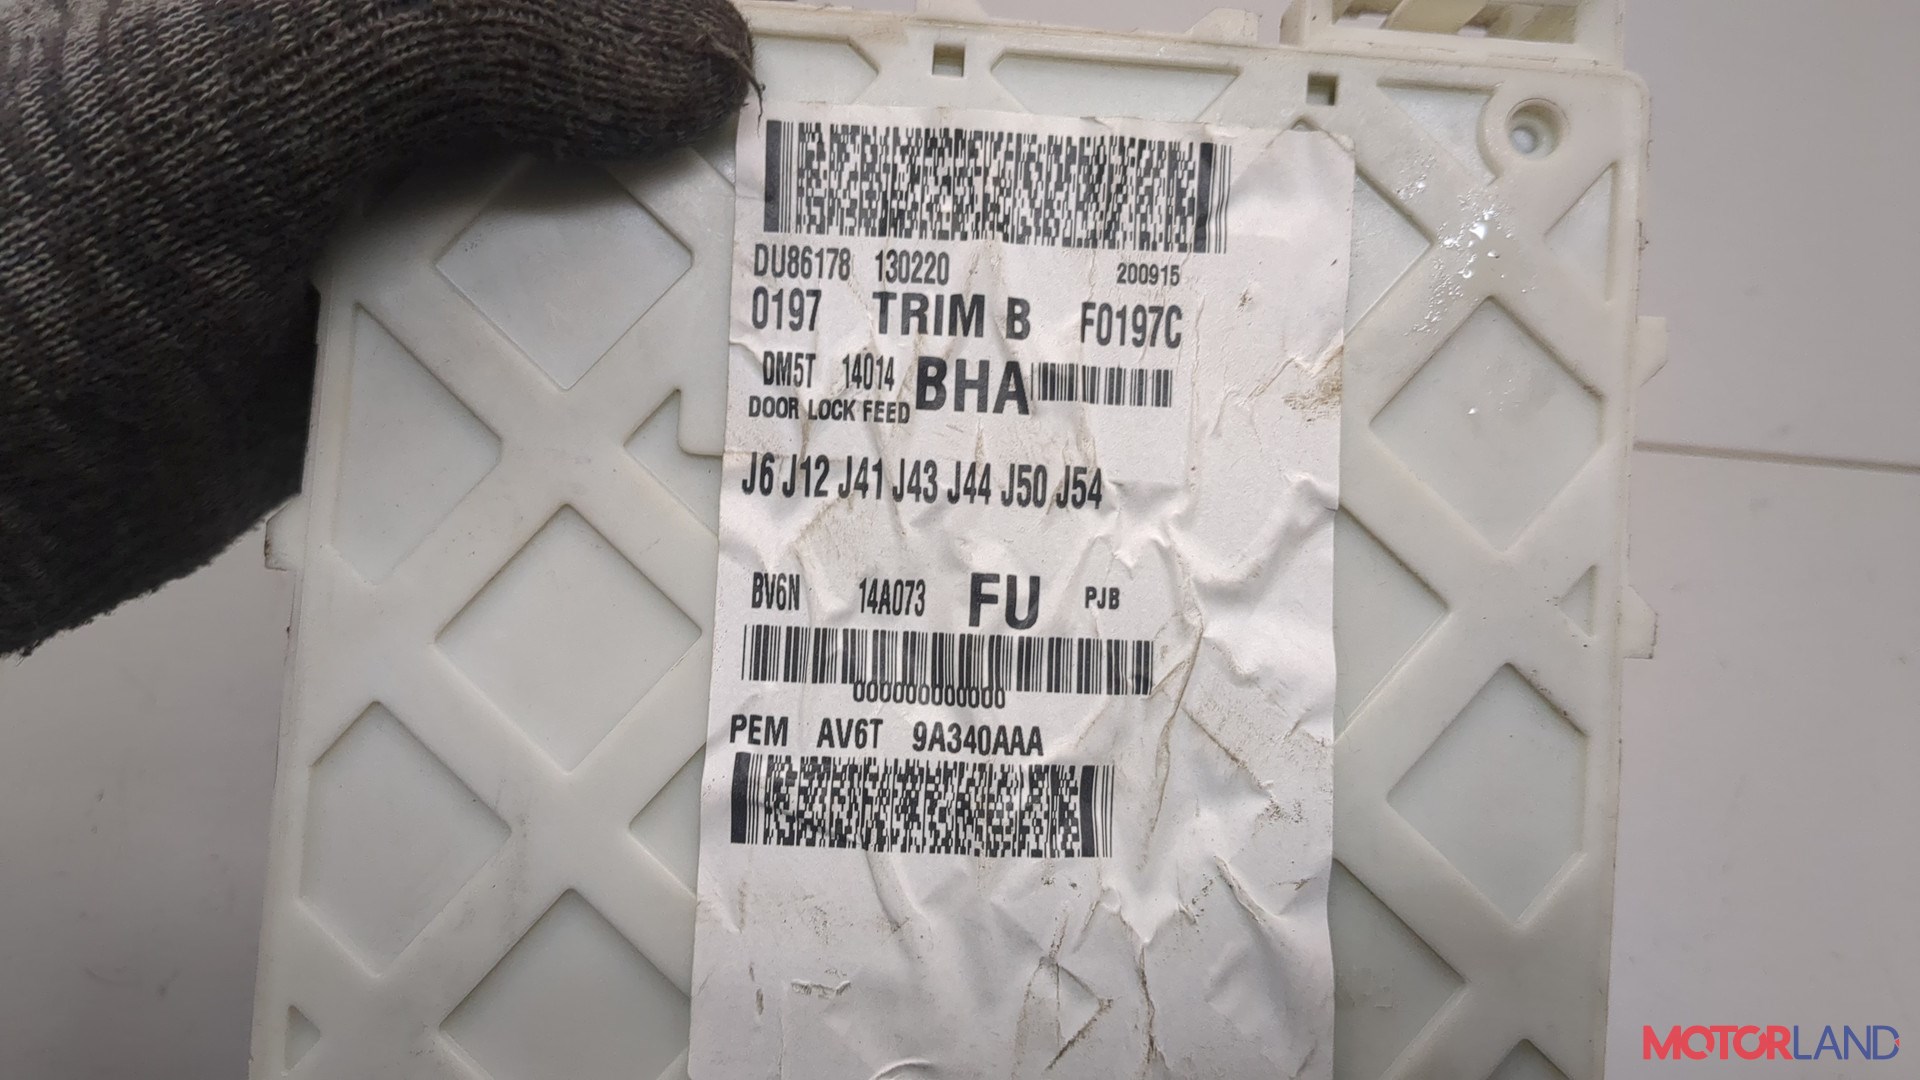 DU86178 130220 200915
0197 TRIM B F0197C
DM5T 14014 BHA
DOOR LOCK FEED
J6 J12 J41 J43 J44 J50 J54
BV6N 14A073 FU PJB
000000000000
PEM AV6T 9A340AAA
MOTORLAND